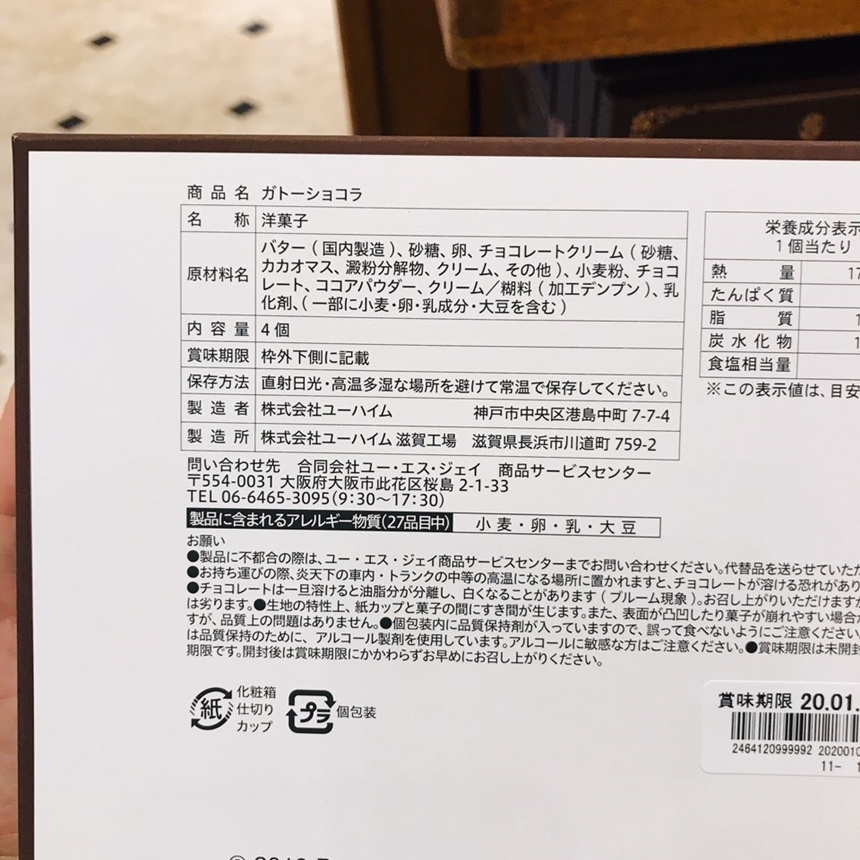 商品名 ガトーショコラ
名称 洋菓子
原材料名 バター(国内製造)、砂糖、卵、チョコレートクリーム(砂糖、
カカオマス、澱粉分解物、クリーム、その他)、小麦粉、チョコ
レート、ココアパウダー、クリーム/糊料(加工デンプン)、乳
化剤、(一部に小麦・卵・乳成分・大豆を含む)
内容量 4個
賞味期限 枠外下側に記載
保存方法 直射日光・高温多湿な場所を避けて常温で保存してください。
製造者 株式会社ユーハイム 神戸市中央区港島中町 7-7-4
製造所 株式会社ユーハイム 滋賀工場 滋賀県長浜市川道町 759-2
問い合わせ先 合同会社ユー・エス・ジェイ 商品サービスセンター
〒554-0031 大阪府大阪市此花区桜島 2-1-33
TEL 06-6465-3095(9:30〜17:30)
製品に含まれるアレルギー物質(27品目中) 小麦・卵・乳・大豆
お願い
●製品に不都合の際は、ユー・エス・ジェイ商品サービスセンターまでお問い合わせください。代替品を送らせていただ
●お持ち運びの際、炎天下の車内・トランクの中等の高温になる場所に置かれますと、チョコレートが溶ける恐れがあり
●チョコレートは一旦溶けると油脂分が分離し、白くなることがあります(ブルーム現象)。お召し上がりいただけますが
は劣ります。●生地の特性上、紙カップと菓子の間にすき間が生じます。また、表面が凸凹したり菓子が崩れやすい場合が
すが、品質上の問題はありません。●個包装内に品質保持剤が入っていますので、誤って食べないようにご注意ください。
は品質保持のために、アルコール製剤を使用しています。アルコールに敏感な方はご注意ください。●賞味期限は未開封
期限です。開封後は賞味期限にかかわらずお早めにお召し上がりください。
紙 化粧箱
仕切り
カップ
プラ 個包装
栄養成分表示
1個当たり
熱量 17
たんぱく質
脂質 1
炭水化物 1
食塩相当量
※この表示値は、目安
賞味期限 20.01.
2464120999992 2020010
11- 1